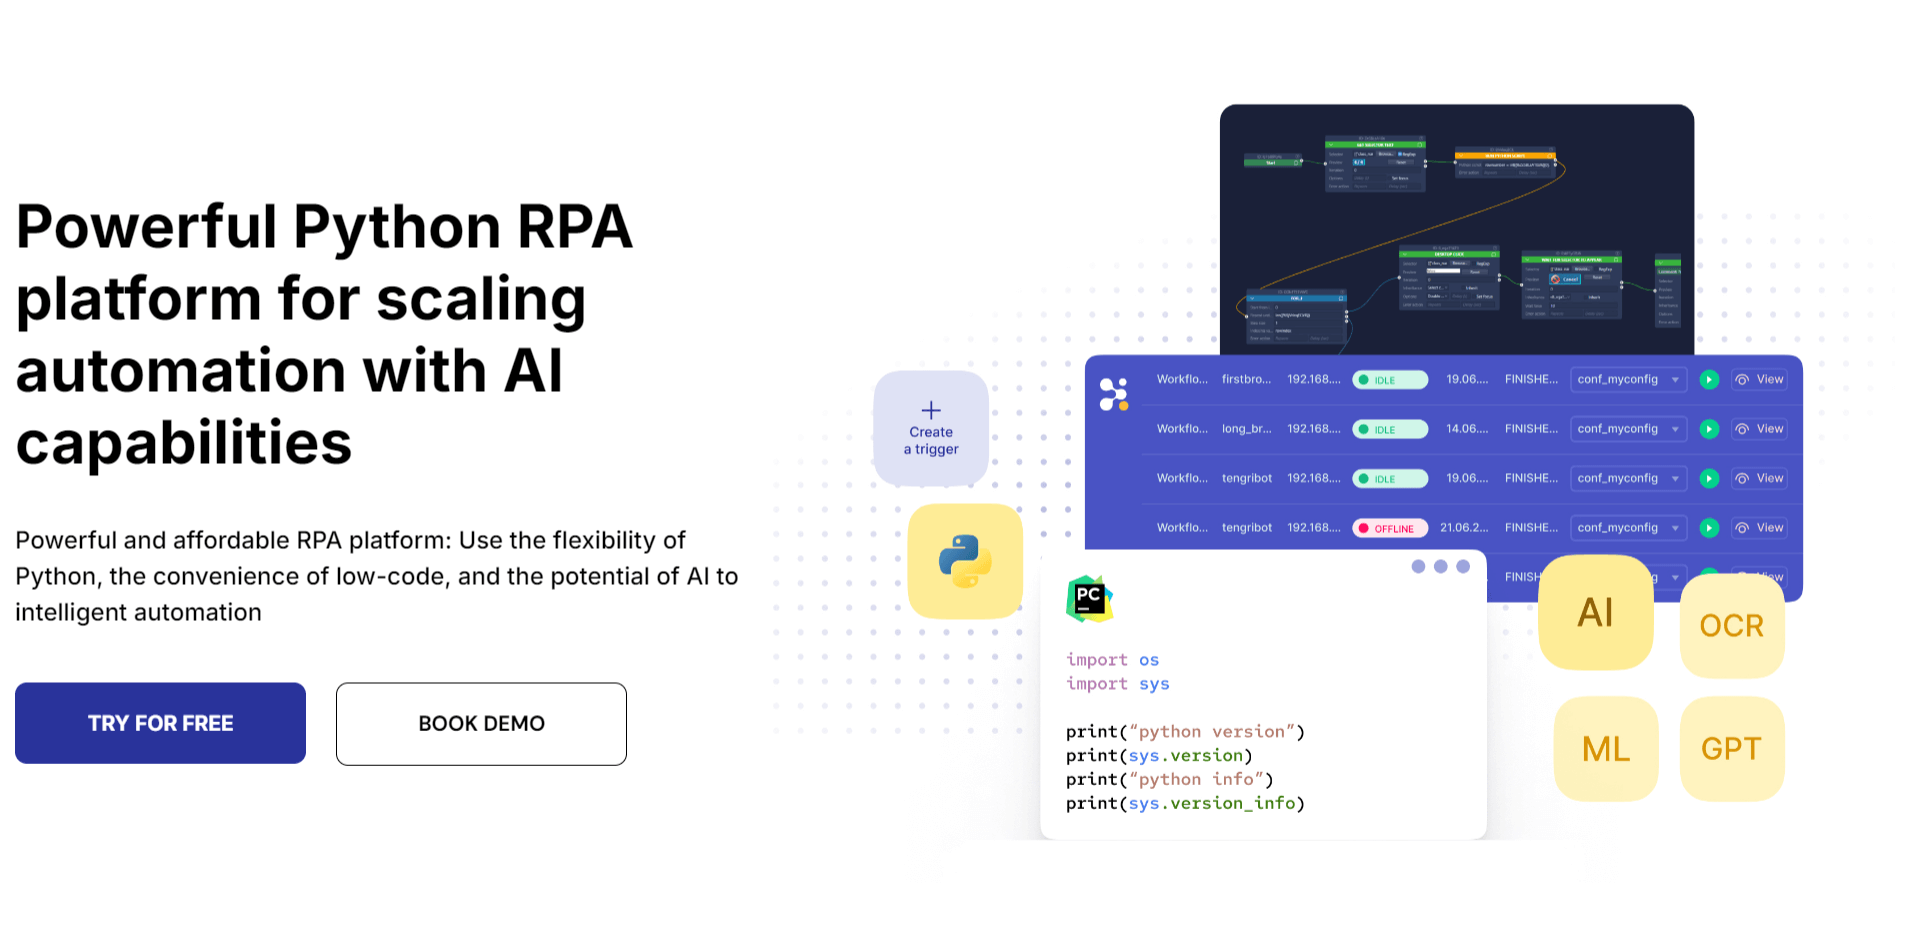 Powerful Python RPA
platform for scaling
automation with AI
capabilities
Powerful and affordable RPA platform: Use the flexibility of
Python, the convenience of low-code, and the potential of AI to
intelligent automation
TRY FOR FREE
BOOK DEMO
Start
Workflo... firstbro... 192.168.... IDLE 19.06.... FINISHE... conf_myconfig View
Workflo... long_br... 192.168.... IDLE 14.06.... FINISHE... conf_myconfig View
Workflo... tengribot 192.168.... IDLE 19.06.... FINISHE... conf_myconfig View
Workflo... tengribot 192.168.... OFFLINE 21.06.2... FINISHE... conf_myconfig View
+
Create
a trigger
PC
import os
import sys
print(“python version”)
print(sys.version)
print(“python info”)
print(sys.version_info)
AI
OCR
ML
GPT